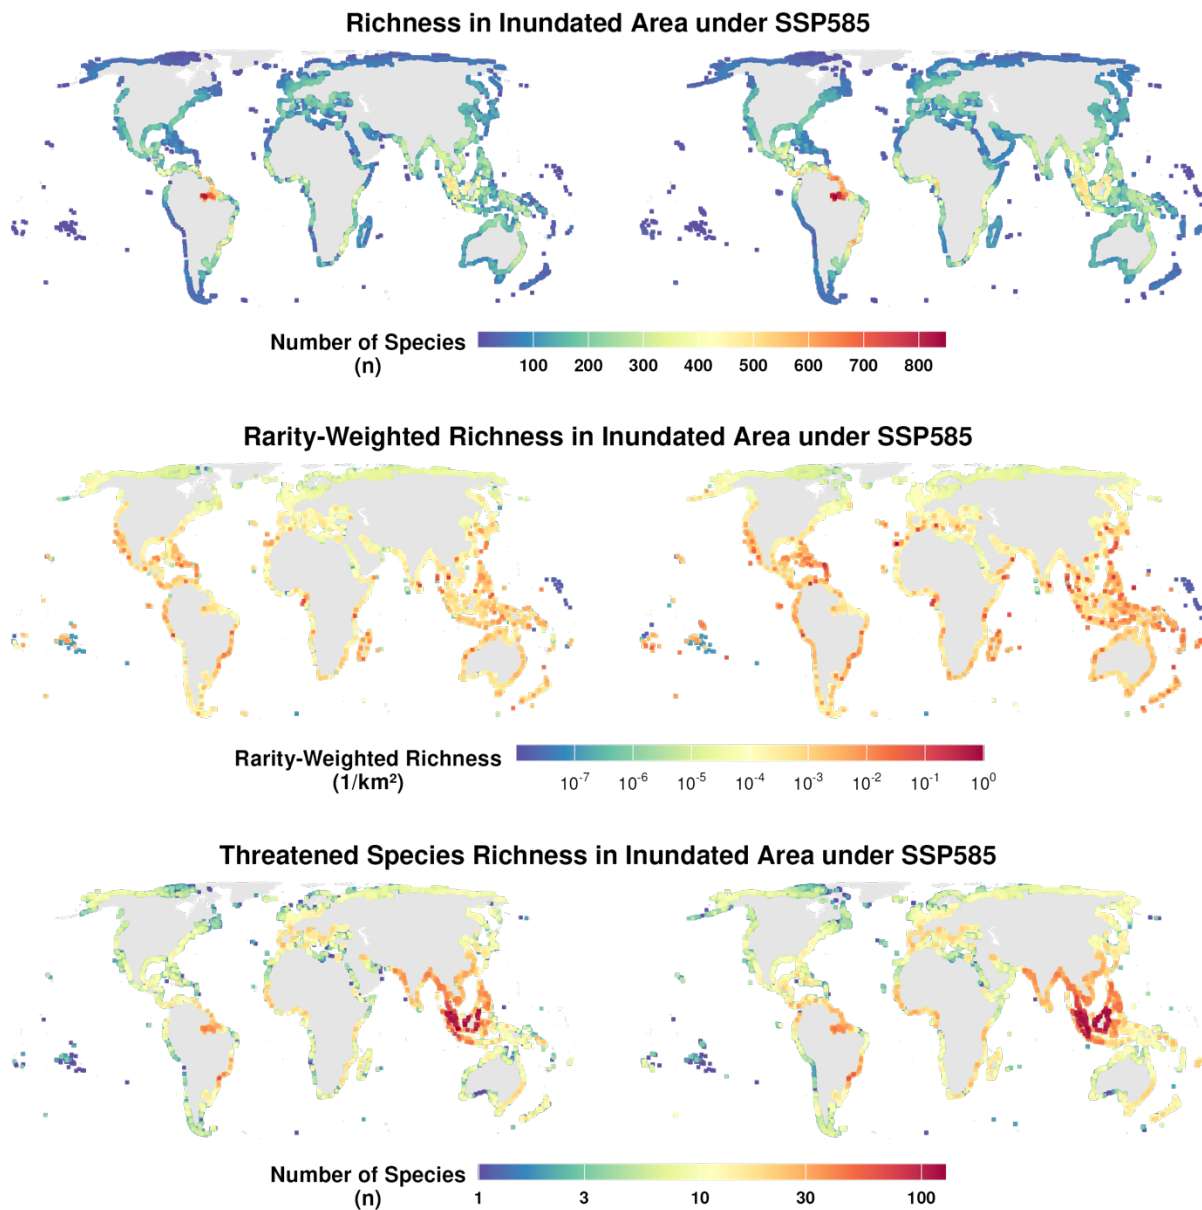 Richness in Inundated Area under SSP585
Number of Species
(n)
100 200 300 400 500 600 700 800
Rarity-Weighted Richness in Inundated Area under SSP585
Rarity-Weighted Richness
(1/km²)
10⁻⁷ 10⁻⁶ 10⁻⁵ 10⁻⁴ 10⁻³ 10⁻² 10⁻¹ 10⁰
Threatened Species Richness in Inundated Area under SSP585
Number of Species
(n)
1 3 10 30 100